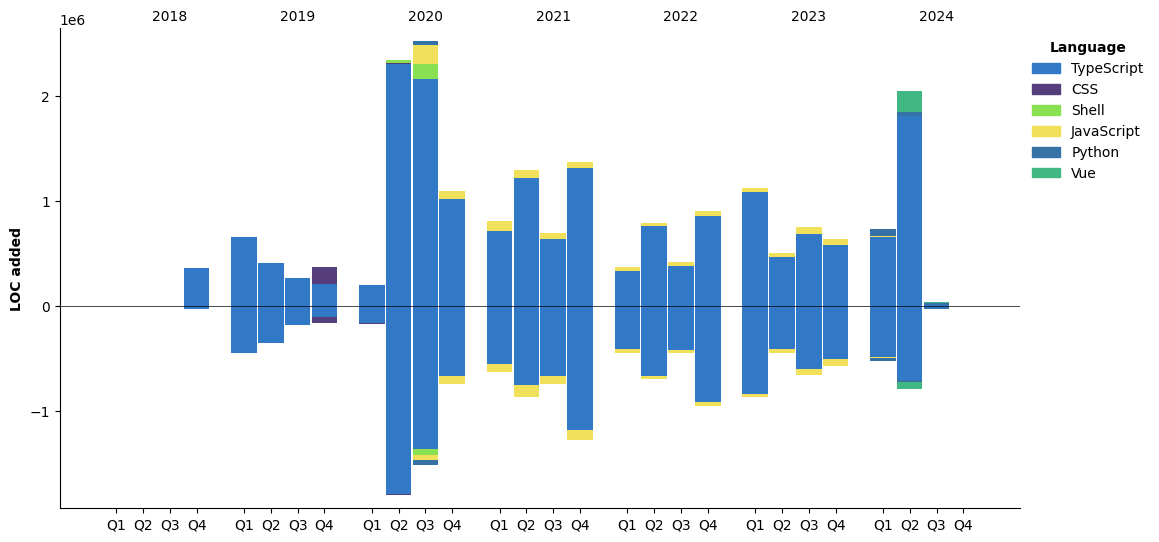 1e6
2018 2019 2020 2021 2022 2023 2024
Language
TypeScript
CSS
Shell
JavaScript
Python
Vue
LOC added
2
1
0
−1
Q1 Q2 Q3 Q4 Q1 Q2 Q3 Q4 Q1 Q2 Q3 Q4 Q1 Q2 Q3 Q4 Q1 Q2 Q3 Q4 Q1 Q2 Q3 Q4 Q1 Q2 Q3 Q4